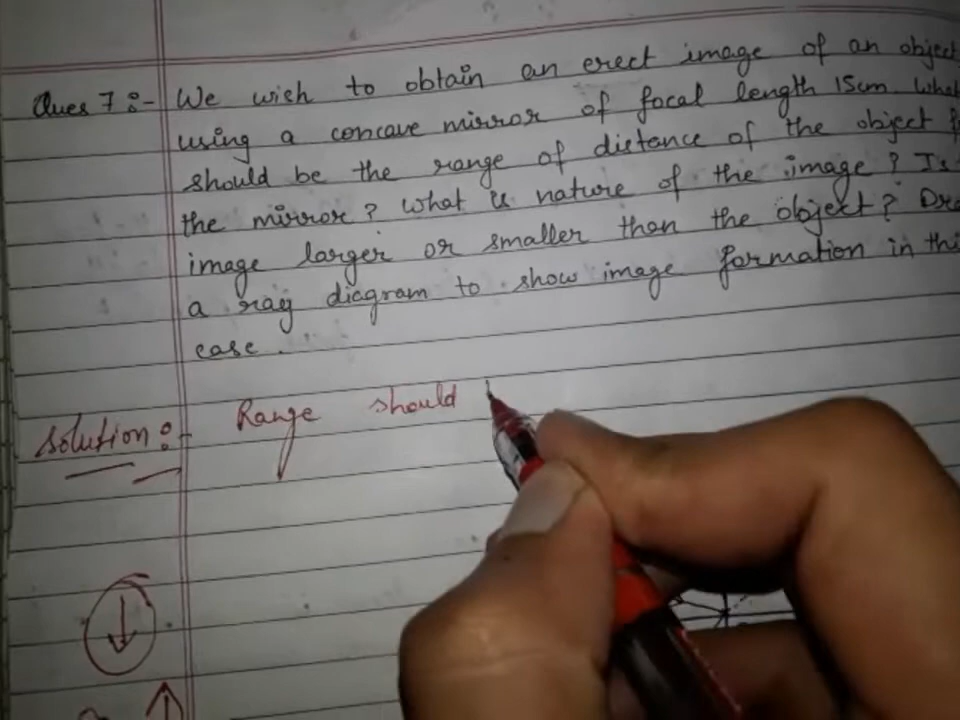 Ques 7:- We wish to obtain an erect image of an object
using a concave mirror of focal length 15cm. What
should be the range of distance of the object
the mirror? What is nature of the image? Is
image larger or smaller than the object?
a ray diagram to show image formation in this
case.
Solution:- Range should